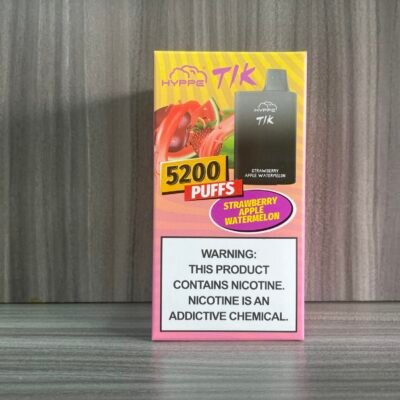 HYPPE TIK
HYPPE
TIK
STRAWBERRY
APPLE WATERMELON
5200
PUFFS
STRAWBERRY
APPLE
WATERMELON
WARNING:
THIS PRODUCT
CONTAINS NICOTINE.
NICOTINE IS AN
ADDICTIVE CHEMICAL.